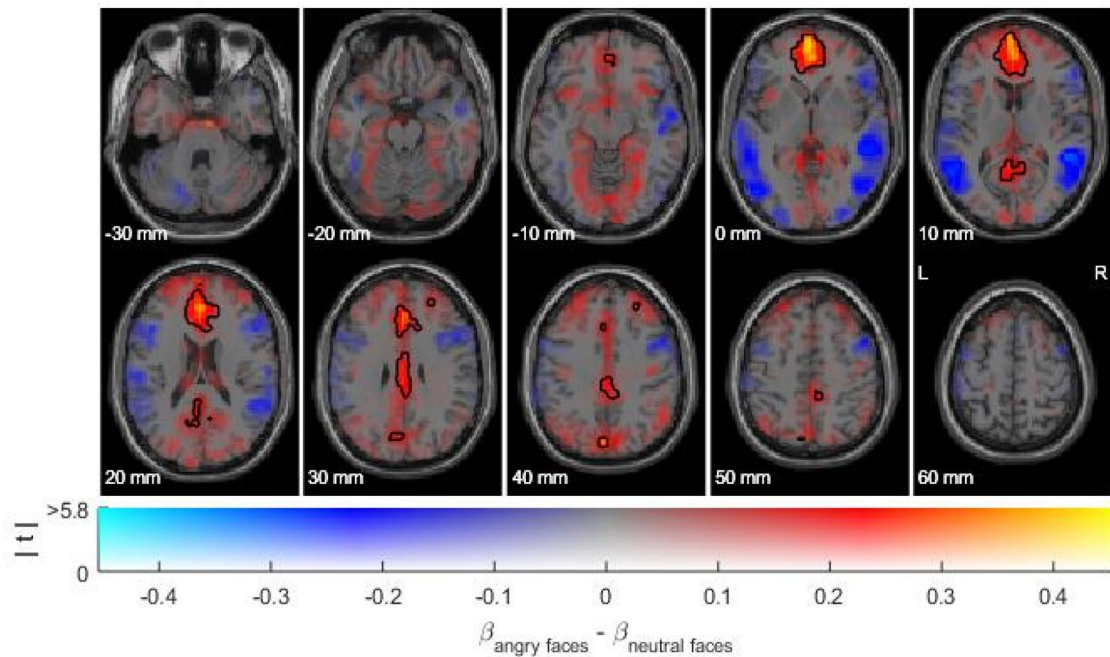 -30 mm
-20 mm
-10 mm
0 mm
10 mm
L R
20 mm
30 mm
40 mm
50 mm
60 mm
>5.8
| t |
0
-0.4 -0.3 -0.2 -0.1 0 0.1 0.2 0.3 0.4
β angry faces - β neutral faces